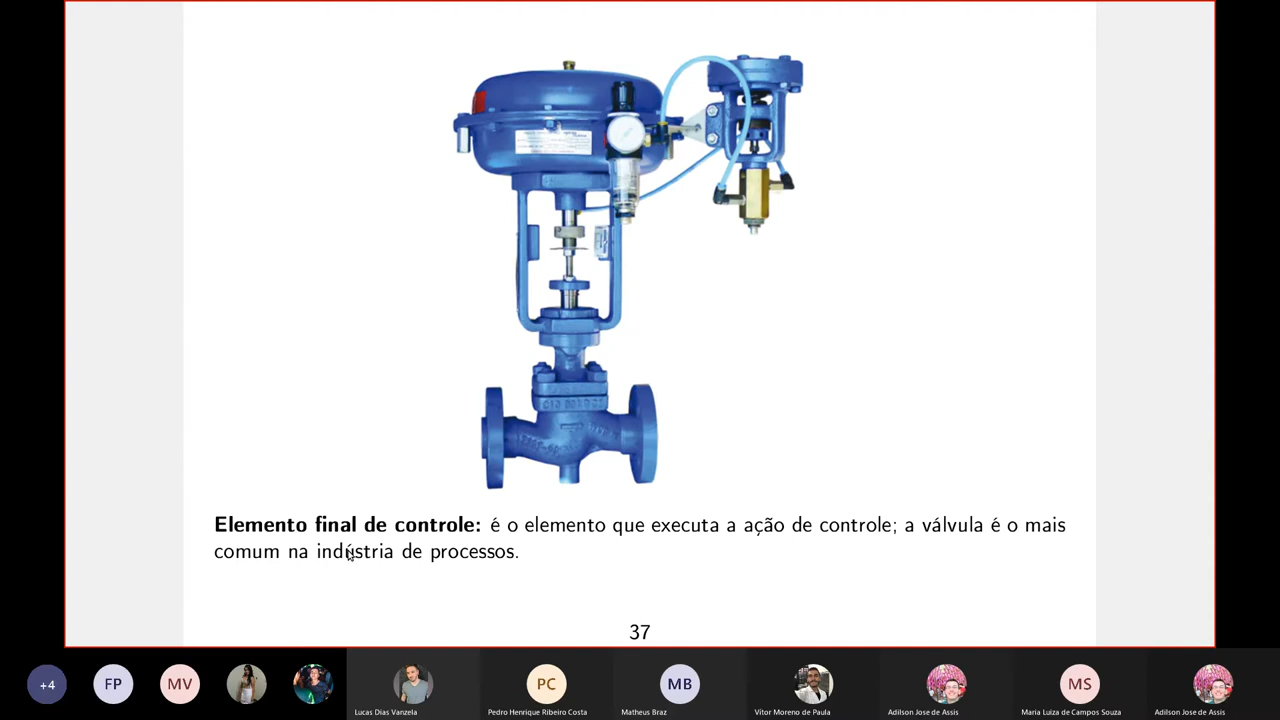 Elemento final de controle: é o elemento que executa a ação de controle; a válvula é o mais
comum na indústria de processos.
37
+4
FP
MV
PC
MB
MS
Lucas Dias Vanzela
Pedro Henrique Ribeiro Costa
Matheus Braz
Vítor Moreno de Paula
Adilson Jose de Assis
Maria Luiza de Campos Souza
Adilson Jose de Assis